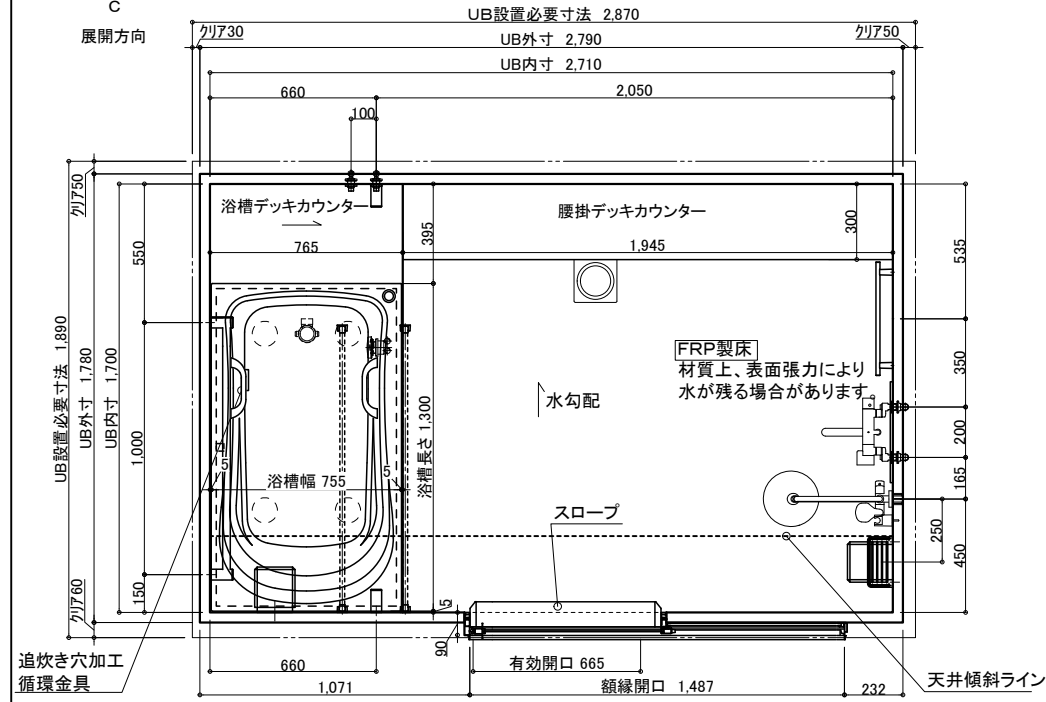 C
展開方向
UB設置必要寸法 2,870
クリア30
UB外寸 2,790
クリア50
UB内寸 2,710
660
2,050
100
クリア50
浴槽デッキカウンター
腰掛デッキカウンター
300
395
535
550
765
1,945
UB設置必要寸法 1,890
UB外寸 1,780
UB内寸 1,700
FRP製床
材質上、表面張力により
水が残る場合があります。
350
水勾配
200
1,000
浴槽長さ 1,300
5
浴槽幅 755
5
165
スロープ
250
450
150
クリア60
5
90
追炊き穴加工
循環金具
660
有効開口 665
天井傾斜ライン
1,071
額縁開口 1,487
232